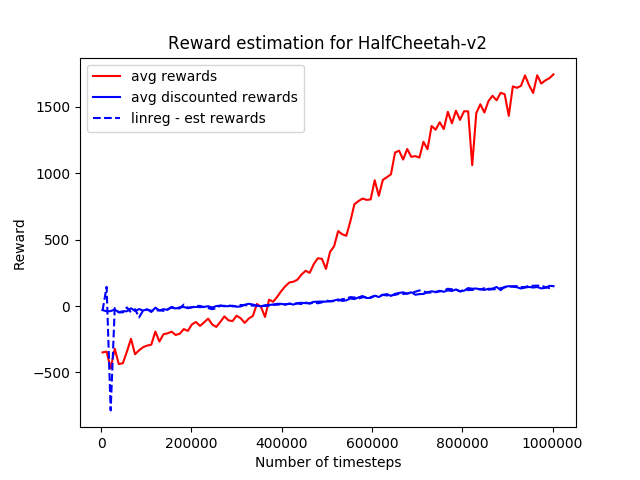 Reward estimation for HalfCheetah-v2
avg rewards
avg discounted rewards
linreg - est rewards
1500
1000
500
0
−500
Reward
0 200000 400000 600000 800000 1000000
Number of timesteps